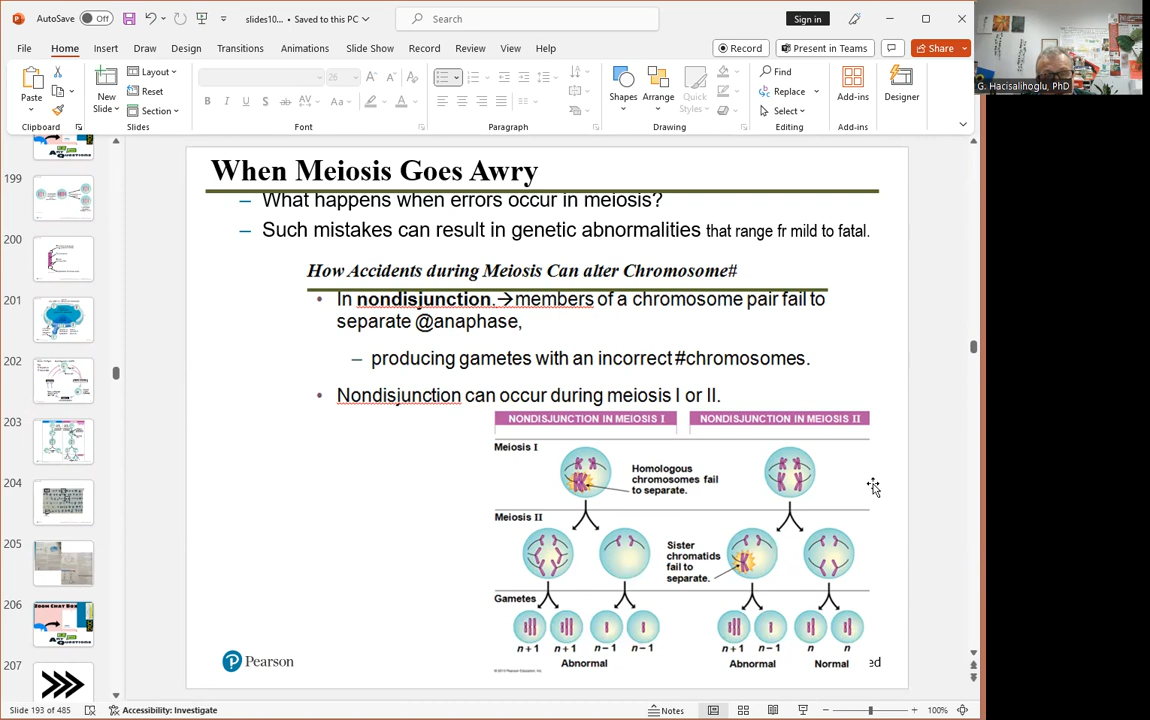 AutoSave Off slides10... • Saved to this PC Search Sign in
File Home Insert Draw Design Transitions Animations Slide Show Record Review View Help Record Present in Teams Share
Paste New Slide Layout Reset Section 26 Shapes Arrange Quick Styles Find Replace Select Add-ins Designer
B I U S ab AV Aa A
Clipboard Slides Font Paragraph Drawing Editing Add-ins
G. Hacisalihoglu, PhD
199
200
201
202
203
204
205
206
207
When Meiosis Goes Awry
– What happens when errors occur in meiosis?
– Such mistakes can result in genetic abnormalities that range fr mild to fatal.
How Accidents during Meiosis Can alter Chromosome#
• In nondisjunction.→members of a chromosome pair fail to
separate @anaphase,
– producing gametes with an incorrect #chromosomes.
• Nondisjunction can occur during meiosis I or II.
NONDISJUNCTION IN MEIOSIS I NONDISJUNCTION IN MEIOSIS II
Meiosis I
Homologous
chromosomes fail
to separate.
Meiosis II
Sister
chromatids
fail to
separate.
Gametes
n + 1 n + 1 n − 1 n − 1 n + 1 n − 1 n n
Abnormal Abnormal Normal
Pearson
ed
Slide 193 of 485 Accessibility: Investigate Notes 100%